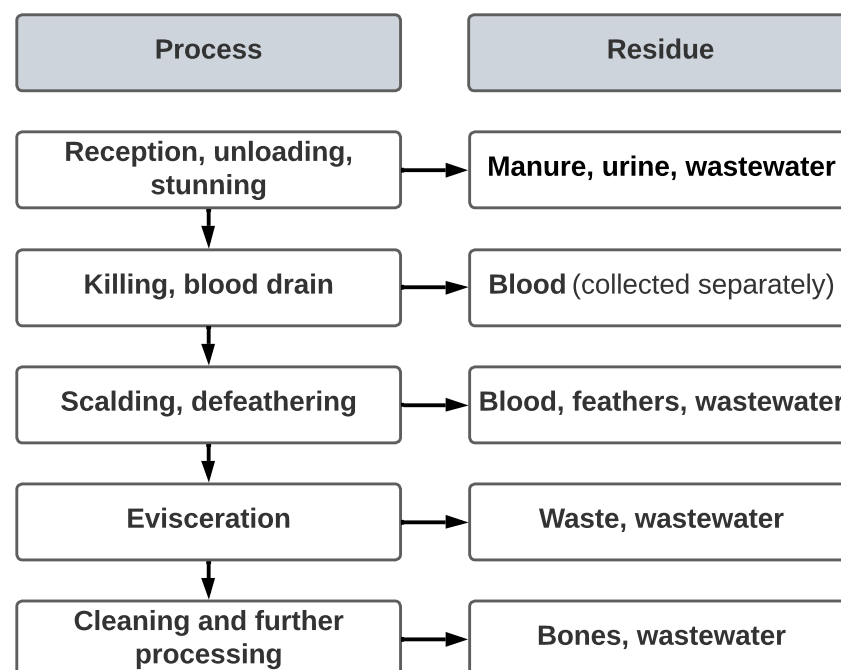 Process
Residue
Reception, unloading,
stunning
Manure, urine, wastewater
Killing, blood drain
Blood (collected separately)
Scalding, defeathering
Blood, feathers, wastewater
Evisceration
Waste, wastewater
Cleaning and further
processing
Bones, wastewater